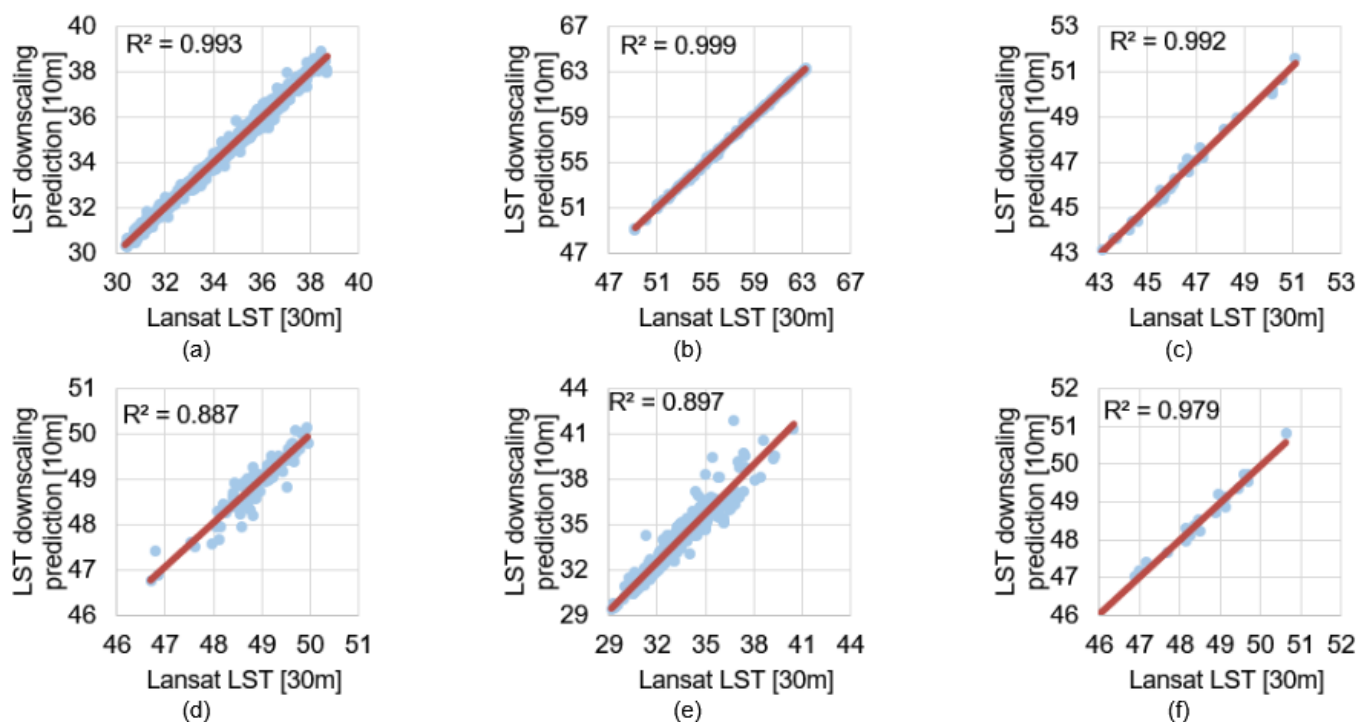 LST downscaling
prediction [10m]
R² = 0.993
40
38
36
34
32
30
30 32 34 36 38 40
Lansat LST [30m]
(a)
LST downscaling
prediction [10m]
R² = 0.999
67
63
59
55
51
47
47 51 55 59 63 67
Lansat LST [30m]
(b)
LST downscaling
prediction [10m]
R² = 0.992
53
51
49
47
45
43
43 45 47 49 51 53
Lansat LST [30m]
(c)
LST downscaling
prediction [10m]
R² = 0.887
51
50
49
48
47
46
46 47 48 49 50 51
Lansat LST [30m]
(d)
LST downscaling
prediction [10m]
R² = 0.897
44
41
38
35
32
29
29 32 35 38 41 44
Lansat LST [30m]
(e)
LST downscaling
prediction [10m]
R² = 0.979
52
51
50
49
48
47
46
46 47 48 49 50 51 52
Lansat LST [30m]
(f)